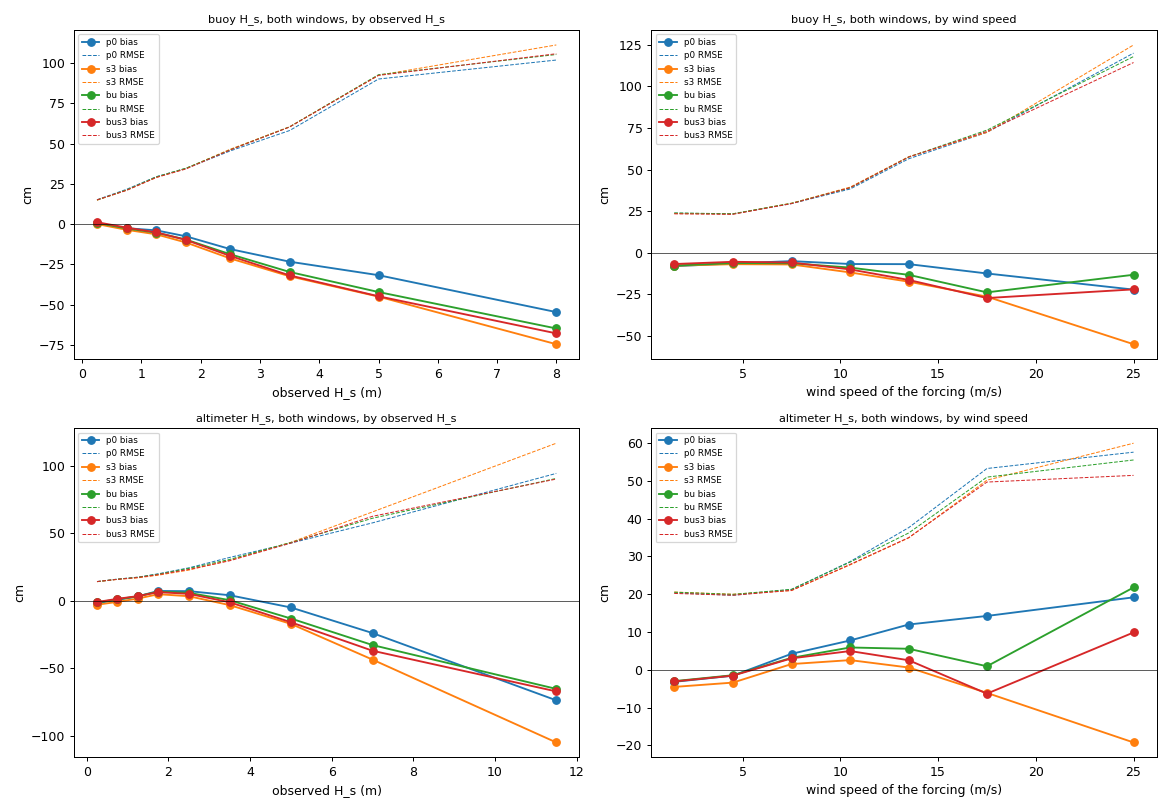 buoy H_s, both windows, by observed H_s
p0 bias
p0 RMSE
s3 bias
s3 RMSE
bu bias
bu RMSE
bus3 bias
bus3 RMSE
100
75
50
25
0
−25
−50
−75
cm
0 1 2 3 4 5 6 7 8
observed H_s (m)
buoy H_s, both windows, by wind speed
p0 bias
p0 RMSE
s3 bias
s3 RMSE
bu bias
bu RMSE
bus3 bias
bus3 RMSE
125
100
75
50
25
0
−25
−50
cm
5 10 15 20 25
wind speed of the forcing (m/s)
altimeter H_s, both windows, by observed H_s
p0 bias
p0 RMSE
s3 bias
s3 RMSE
bu bias
bu RMSE
bus3 bias
bus3 RMSE
100
50
0
−50
−100
cm
0 2 4 6 8 10 12
observed H_s (m)
altimeter H_s, both windows, by wind speed
p0 bias
p0 RMSE
s3 bias
s3 RMSE
bu bias
bu RMSE
bus3 bias
bus3 RMSE
60
50
40
30
20
10
0
−10
−20
cm
5 10 15 20 25
wind speed of the forcing (m/s)